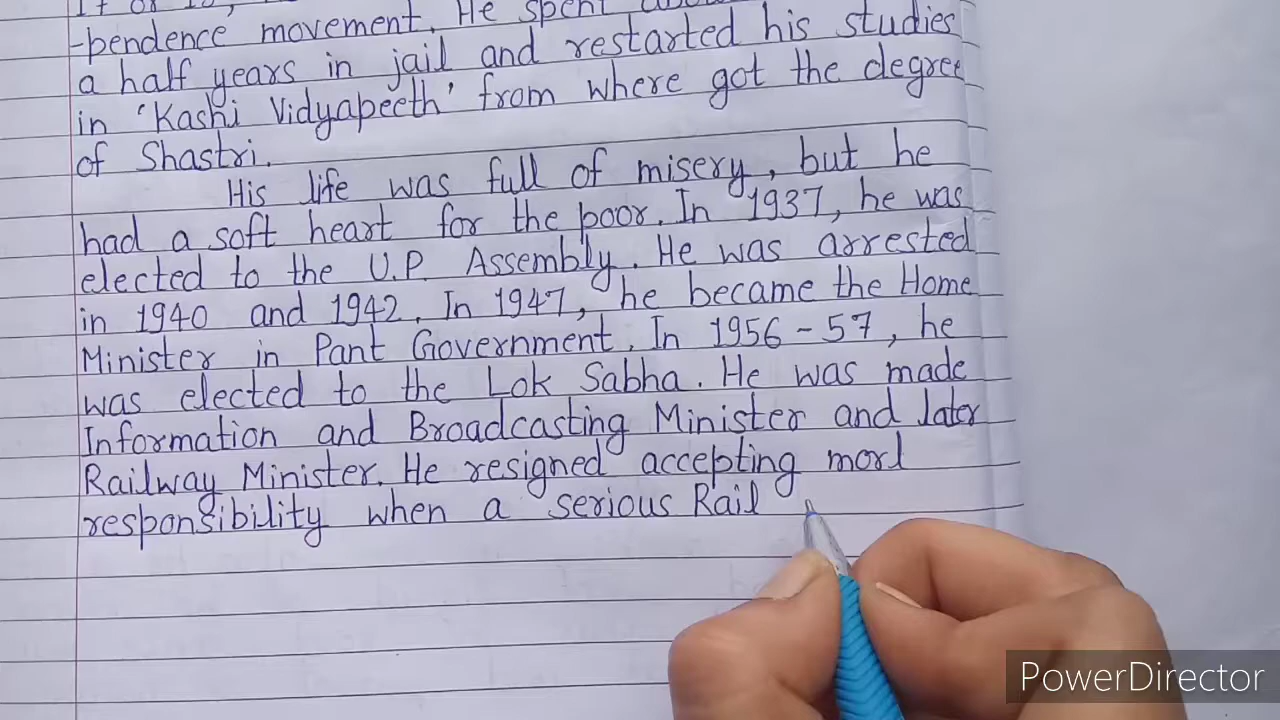 -pendence movement. He spent
a half years in jail and restarted his studies
in 'Kashi Vidyapeeth' from where got the degree
of Shastri.
His life was full of misery, but he
had a soft heart for the poor. In 1937, he was
elected to the U.P. Assembly. He was arrested
in 1940 and 1942. In 1947, he became the Home
Minister in Pant Government. In 1956-57, he
was elected to the Lok Sabha. He was made
Information and Broadcasting Minister and later
Railway Minister. He resigned accepting morl
responsibility when a serious Rail
PowerDirector